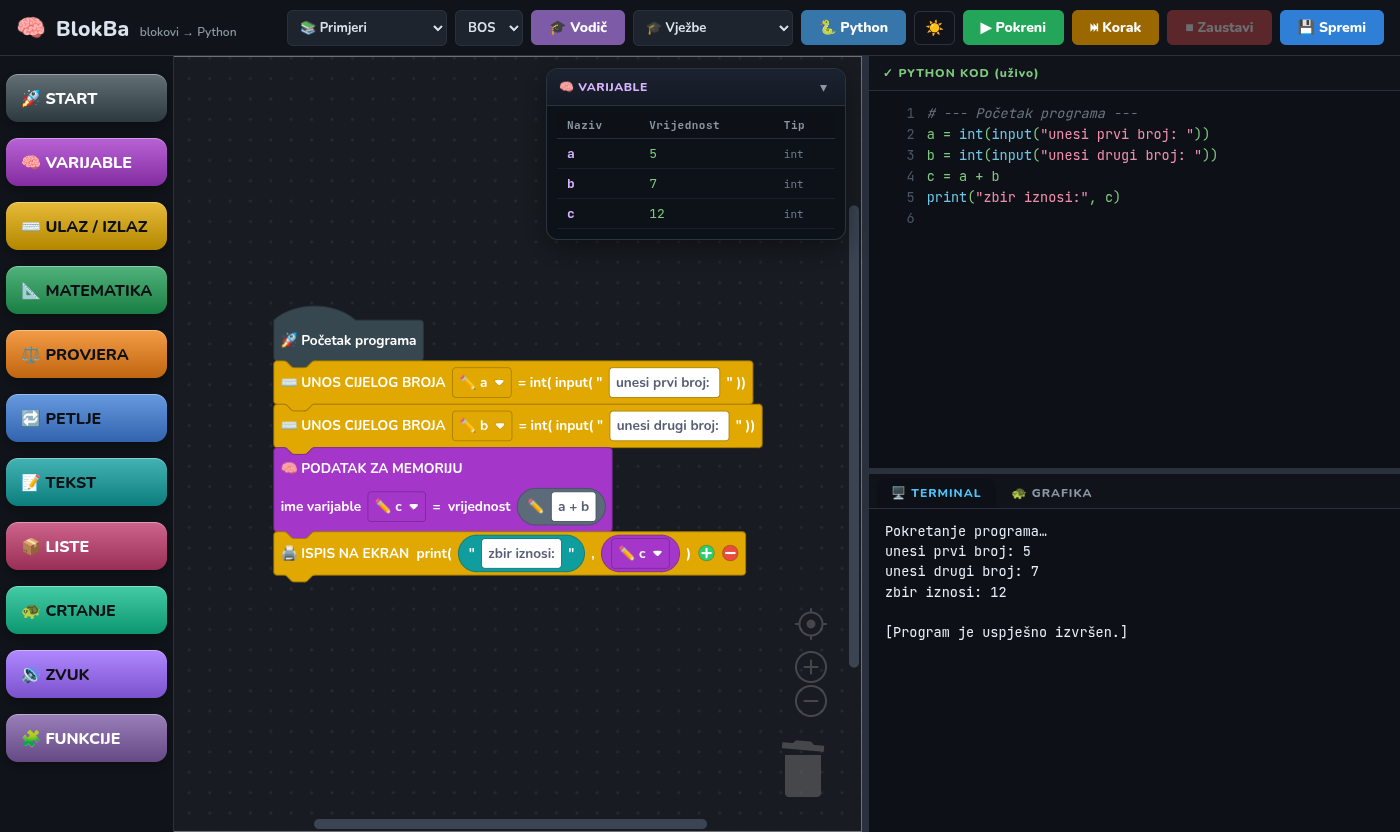 🧠 BlokBa blokovi → Python 📚 Primjeri BOS 🎓 Vodič 🎓 Vježbe 🐍 Python ☀️ ▶ Pokreni ⏭ Korak ■ Zaustavi 💾 Spremi
🚀 START
🧠 VARIJABLE
⌨️ ULAZ / IZLAZ
📐 MATEMATIKA
⚖️ PROVJERA
🔁 PETLJE
📝 TEKST
📦 LISTE
🐢 CRTANJE
🔊 ZVUK
🧩 FUNKCIJE
🧠 VARIJABLE ▼
Naziv Vrijednost Tip
a 5 int
b 7 int
c 12 int
🚀 Početak programa
⌨️ UNOS CIJELOG BROJA ✏️ a = int( input( " unesi prvi broj: " ))
⌨️ UNOS CIJELOG BROJA ✏️ b = int( input( " unesi drugi broj: " ))
🧠 PODATAK ZA MEMORIJU
ime varijable ✏️ c = vrijednost ✏️ a + b
🖨️ ISPIS NA EKRAN print( " zbir iznosi: " , ✏️ c )
✓ PYTHON KOD (uživo)
1 # --- Početak programa ---
2 a = int(input("unesi prvi broj: "))
3 b = int(input("unesi drugi broj: "))
4 c = a + b
5 print("zbir iznosi:", c)
6
🖥️ TERMINAL 🐢 GRAFIKA
Pokretanje programa…
unesi prvi broj: 5
unesi drugi broj: 7
zbir iznosi: 12
[Program je uspješno izvršen.]